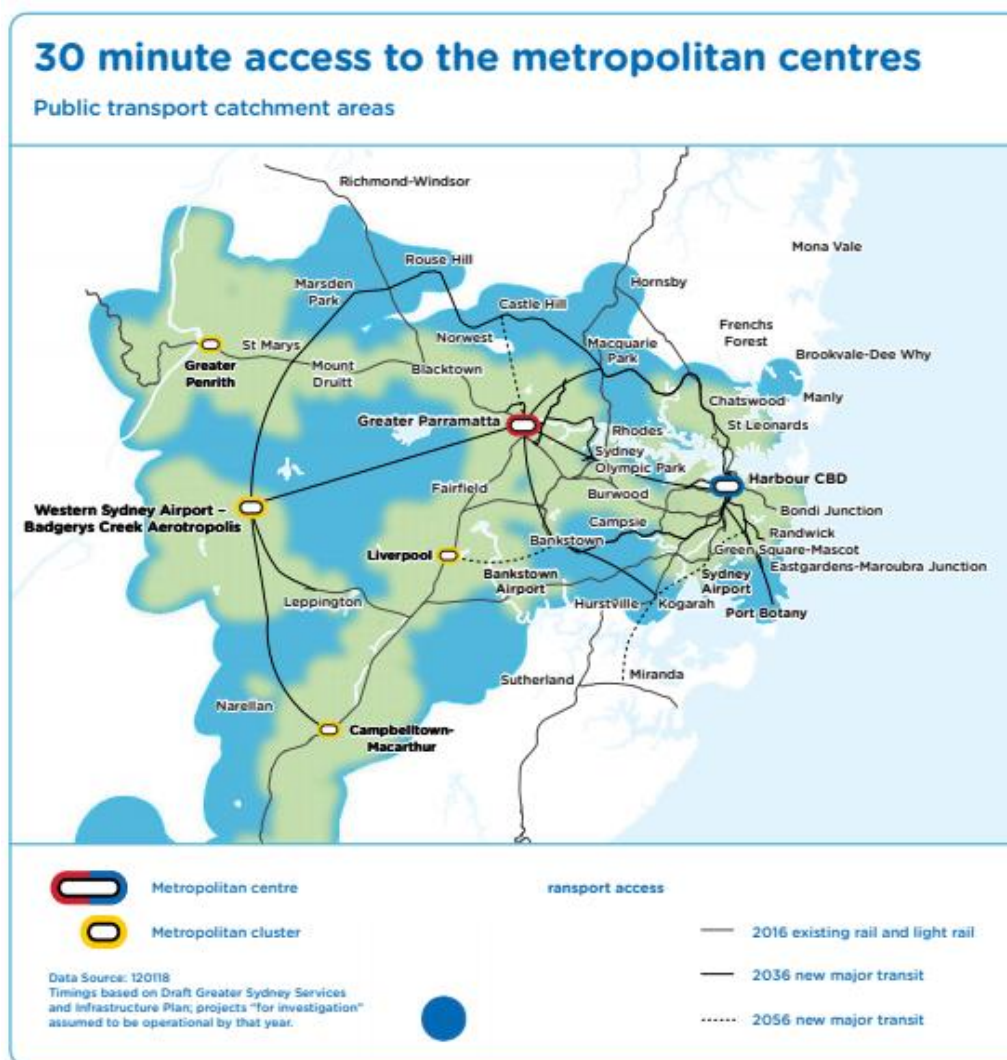 30 minute access to the metropolitan centres
Public transport catchment areas
Richmond-Windsor
Mona Vale
Rouse Hill
Marsden
Park
Hornsby
Castle Hill
Frenchs
Forest
Norwest
Macquarie
Park
St Marys
Brookvale-Dee Why
Greater
Penrith
Mount
Druitt
Blacktown
Chatswood
Manly
Greater Parramatta
St Leonards
Rhodes
Sydney
Olympic Park
Harbour CBD
Fairfield
Burwood
Western Sydney Airport –
Badgerys Creek Aerotropolis
Bondi Junction
Campsie
Randwick
Bankstown
Liverpool
Green Square-Mascot
Eastgardens-Maroubra Junction
Bankstown
Airport
Sydney
Airport
Leppington
Hurstville
Kogarah
Port Botany
Sutherland
Miranda
Narellan
Campbelltown-
Macarthur
Metropolitan centre
ransport access
Metropolitan cluster
2016 existing rail and light rail
Data Source: 120118
Timings based on Draft Greater Sydney Services
and Infrastructure Plan; projects "for investigation"
assumed to be operational by that year.
2036 new major transit
2056 new major transit